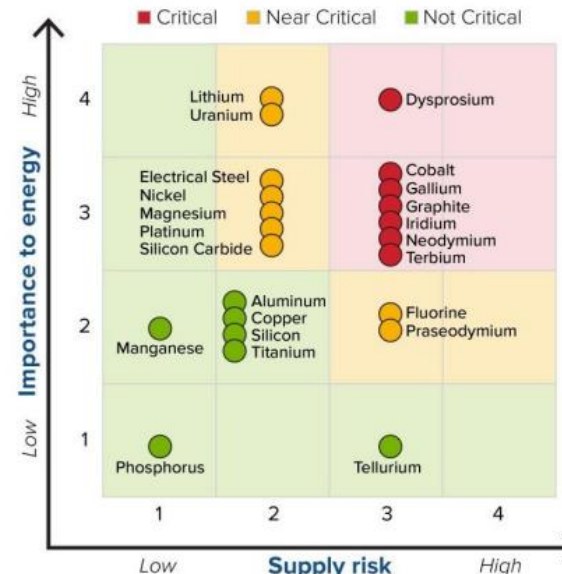 Critical Near Critical Not Critical
High
4
Lithium
Uranium
Dysprosium
Importance to energy
3
Electrical Steel
Nickel
Magnesium
Platinum
Silicon Carbide
Cobalt
Gallium
Graphite
Iridium
Neodymium
Terbium
2
Manganese
Aluminum
Copper
Silicon
Titanium
Fluorine
Praseodymium
Low
1
Phosphorus
Tellurium
1 2 3 4
Low Supply risk High